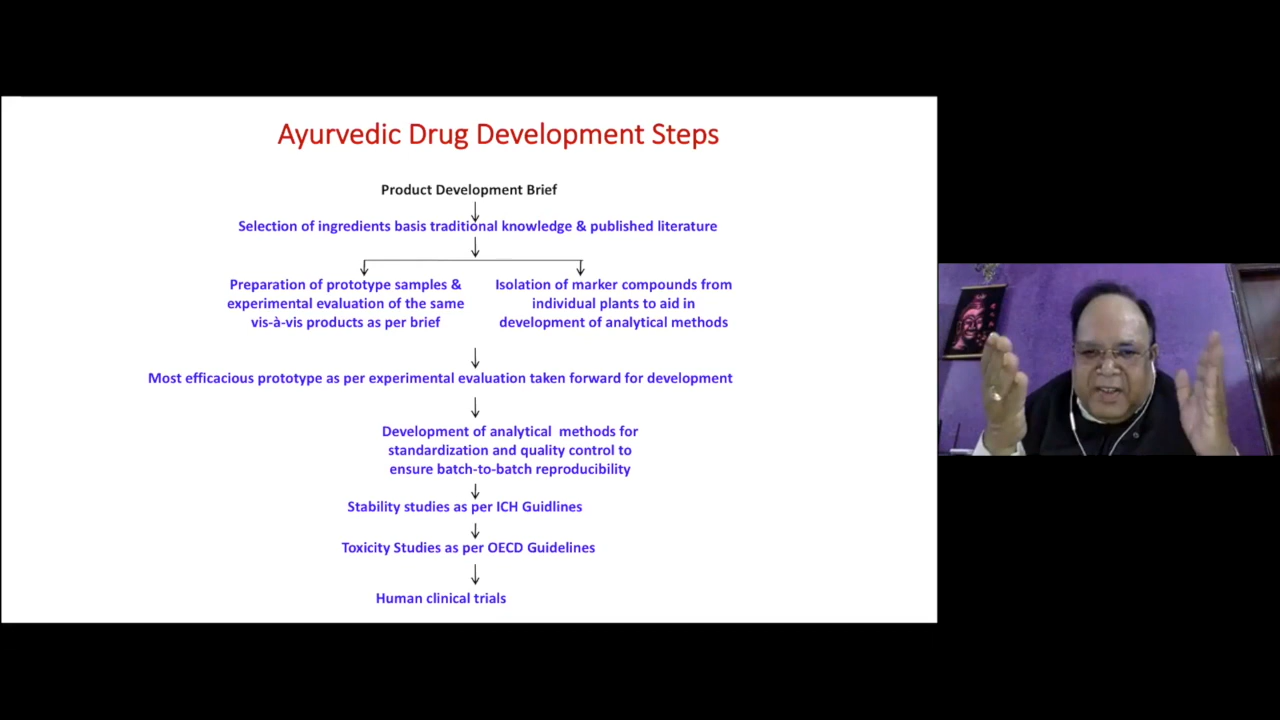 Ayurvedic Drug Development Steps
Product Development Brief
Selection of ingredients basis traditional knowledge & published literature
Preparation of prototype samples &
experimental evaluation of the same
vis-à-vis products as per brief
Isolation of marker compounds from
individual plants to aid in
development of analytical methods
Most efficacious prototype as per experimental evaluation taken forward for development
Development of analytical methods for
standardization and quality control to
ensure batch-to-batch reproducibility
Stability studies as per ICH Guidlines
Toxicity Studies as per OECD Guidelines
Human clinical trials